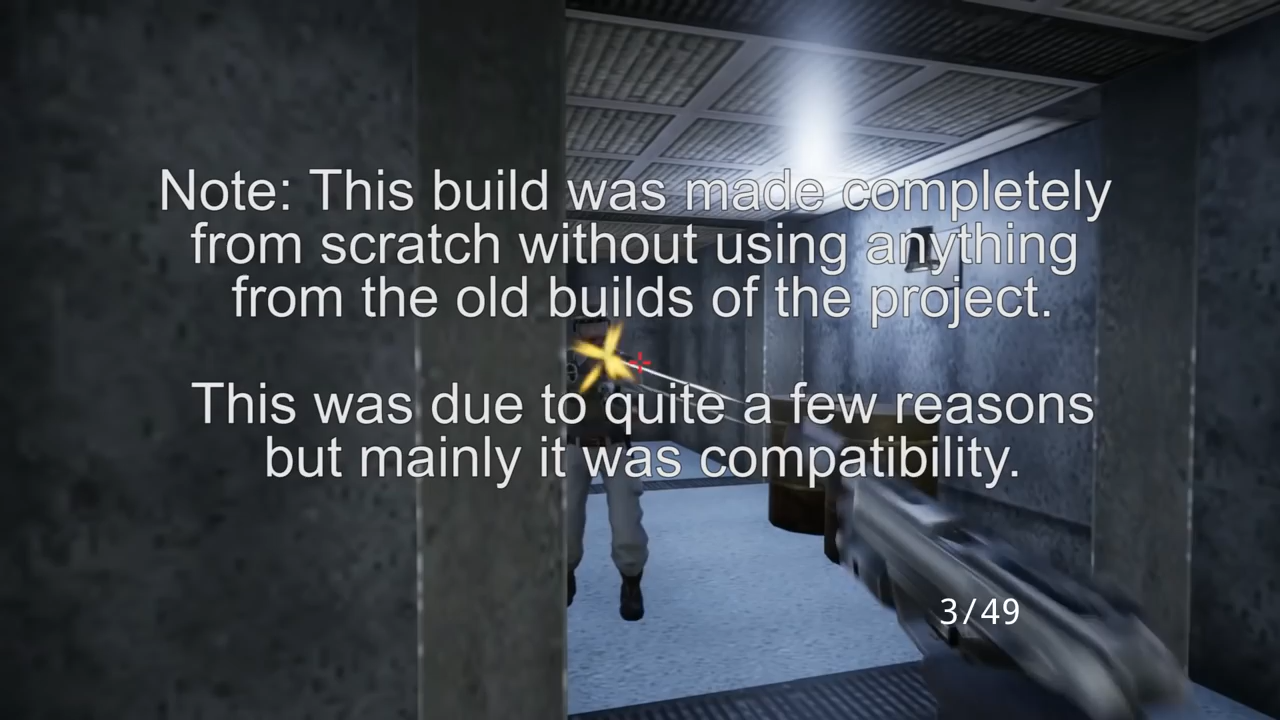 Note: This build was made completely
from scratch without using anything
from the old builds of the project.
This was due to quite a few reasons
but mainly it was compatibility.
3/49